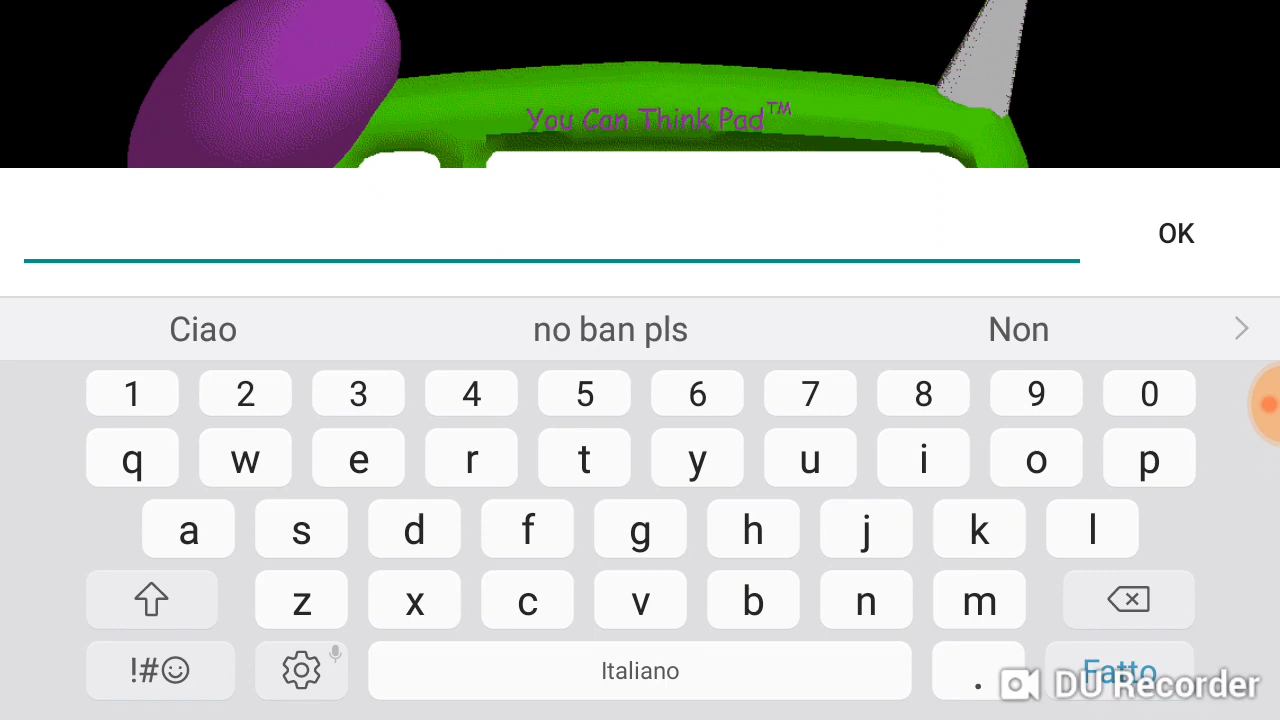 You Can Think Pad™
OK
Ciao no ban pls Non
1 2 3 4 5 6 7 8 9 0
q w e r t y u i o p
a s d f g h j k l
z x c v b n m
!#☺ Italiano . Fatto
DU Recorder